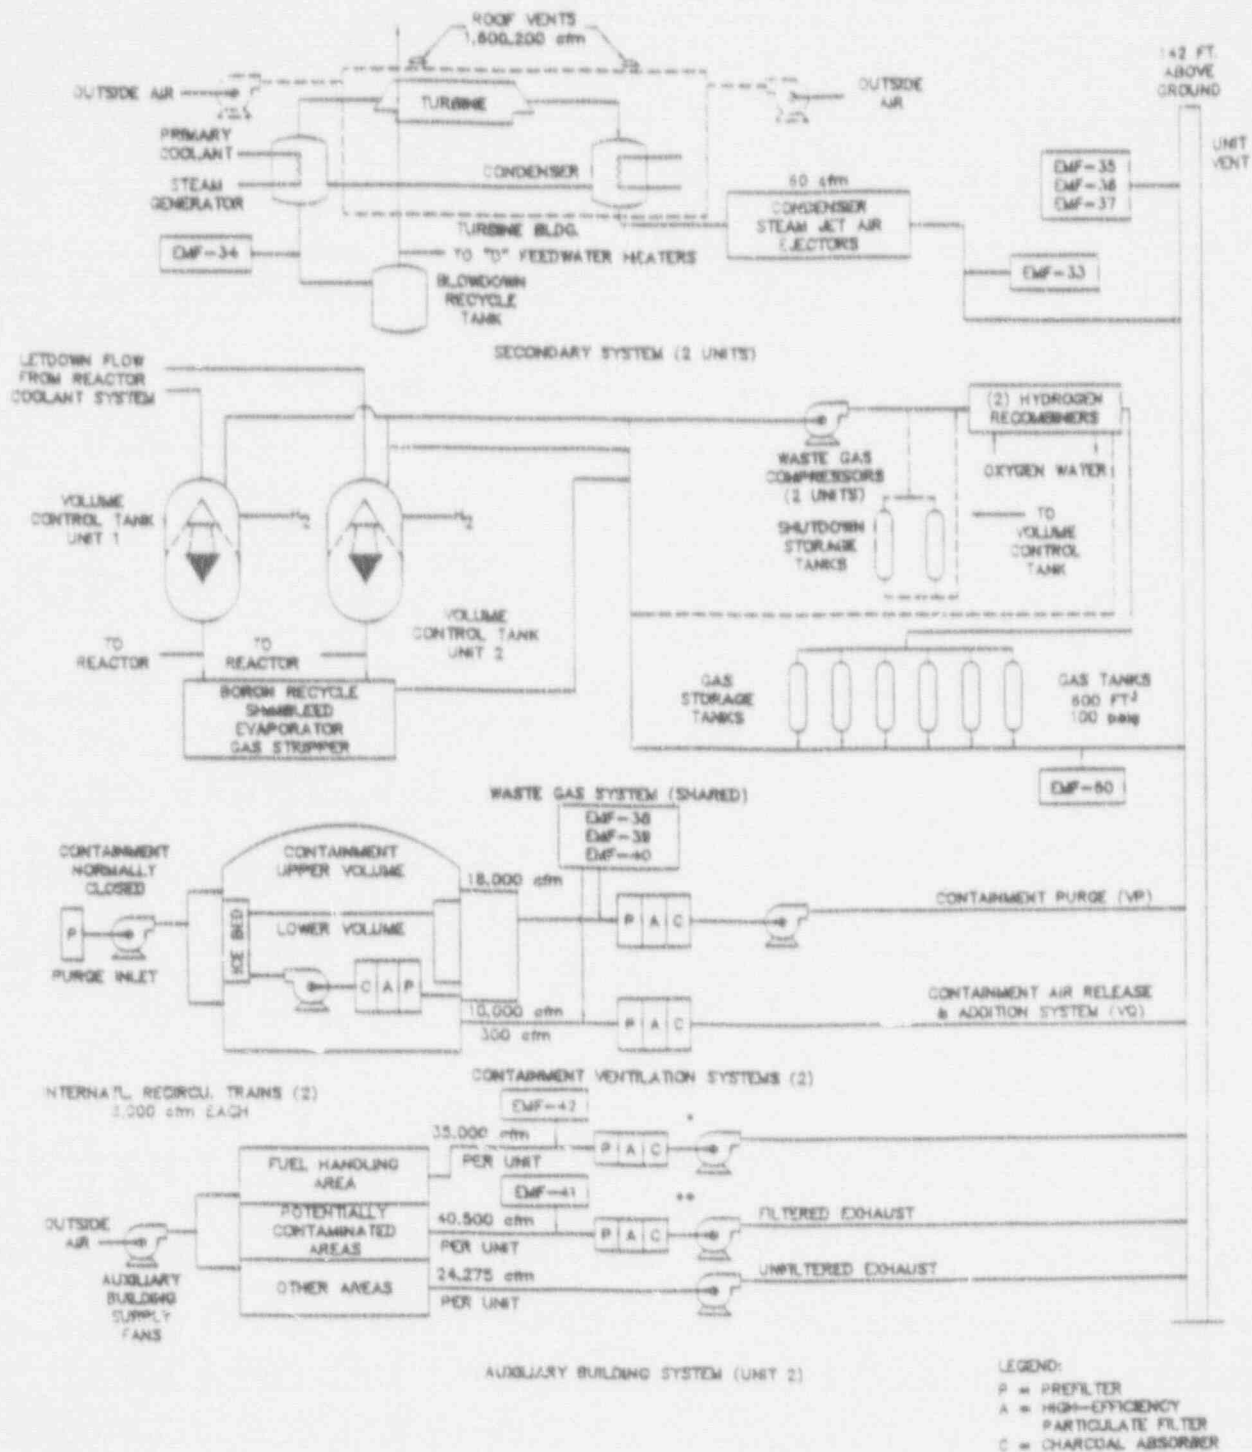 ROOF VENTS
1,600,200 cfm
142 FT.
ABOVE
GROUND
OUTSIDE AIR
TURBINE
OUTSIDE
AIR
UNIT
VENT
PRIMARY
COOLANT
STEAM
GENERATOR
CONDENSER
60 cfm
CONDENSER
STEAM JET AIR
EJECTORS
EMF-35
EMF-36
EMF-37
TURBINE BLDG.
EMF-34
TO "D" FEEDWATER HEATERS
EMF-33
BLOWDOWN
RECYCLE
TANK
SECONDARY SYSTEM (2 UNITS)
LETDOWN FLOW
FROM REACTOR
COOLANT SYSTEM
(2) HYDROGEN
RECOMBINERS
WASTE GAS
COMPRESSORS
(2 UNITS)
OXYGEN WATER
VOLUME
CONTROL TANK
UNIT 1
H2
H2
SHUTDOWN
STORAGE
TANKS
TO
VOLUME
CONTROL
TANK
VOLUME
CONTROL TANK
UNIT 2
TO
REACTOR
TO
REACTOR
BORON RECYCLE
EVAPORATOR
GAS STRIPPER
GAS
STORAGE
TANKS
GAS TANKS
600 FT3
100 psig
EMF-50
WASTE GAS SYSTEM (SHARED)
EMF-38
EMF-39
EMF-40
CONTAINMENT
NORMALLY
CLOSED
CONTAINMENT
UPPER VOLUME
18,000 cfm
CONTAINMENT PURGE (VP)
P
ICE BED
LOWER VOLUME
P A C
PURGE INLET
C A P
CONTAINMENT AIR RELEASE
& ADDITION SYSTEM (VQ)
10,000 cfm
300 cfm
P A C
CONTAINMENT VENTILATION SYSTEMS (2)
INTERNAL RECIRCU. TRAINS (2)
cfm EACH
EMF-42
35,000 cfm
PER UNIT
P A C
*
FUEL HANDLING
AREA
EMF-41
**
OUTSIDE
AIR
POTENTIALLY
CONTAMINATED
AREAS
40,500 cfm
PER UNIT
P A C
FILTERED EXHAUST
OTHER AREAS
24,275 cfm
PER UNIT
UNFILTERED EXHAUST
AUXILIARY
BUILDING
SUPPLY
FANS
AUXILIARY BUILDING SYSTEM (UNIT 2)
LEGEND:
P = PREFILTER
A = HIGH-EFFICIENCY
PARTICULATE FILTER
C = CHARCOAL ABSORBER